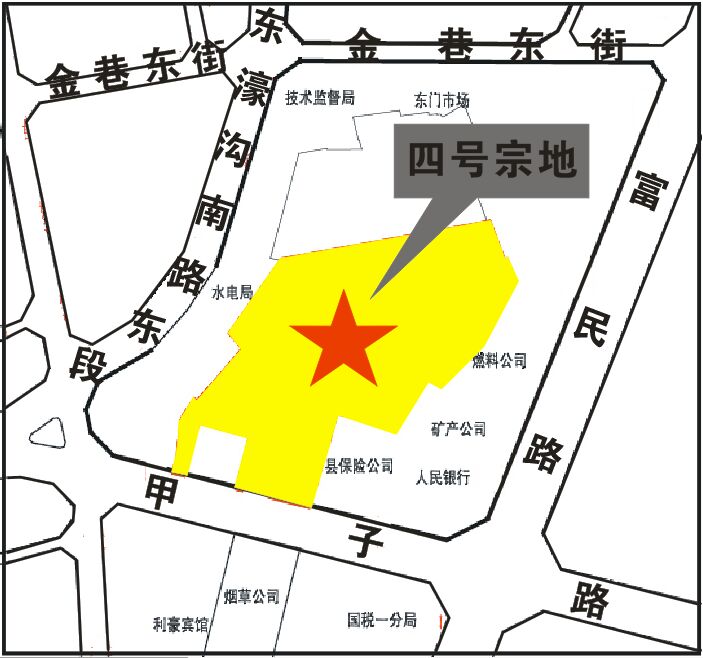 金巷东街
金巷东街
东濠沟南路东段
技术监督局
东门市场
四号宗地
富民路
水电局
燃料公司
矿产公司
县保险公司
人民银行
甲子路
烟草公司
利豪宾馆
国税一分局